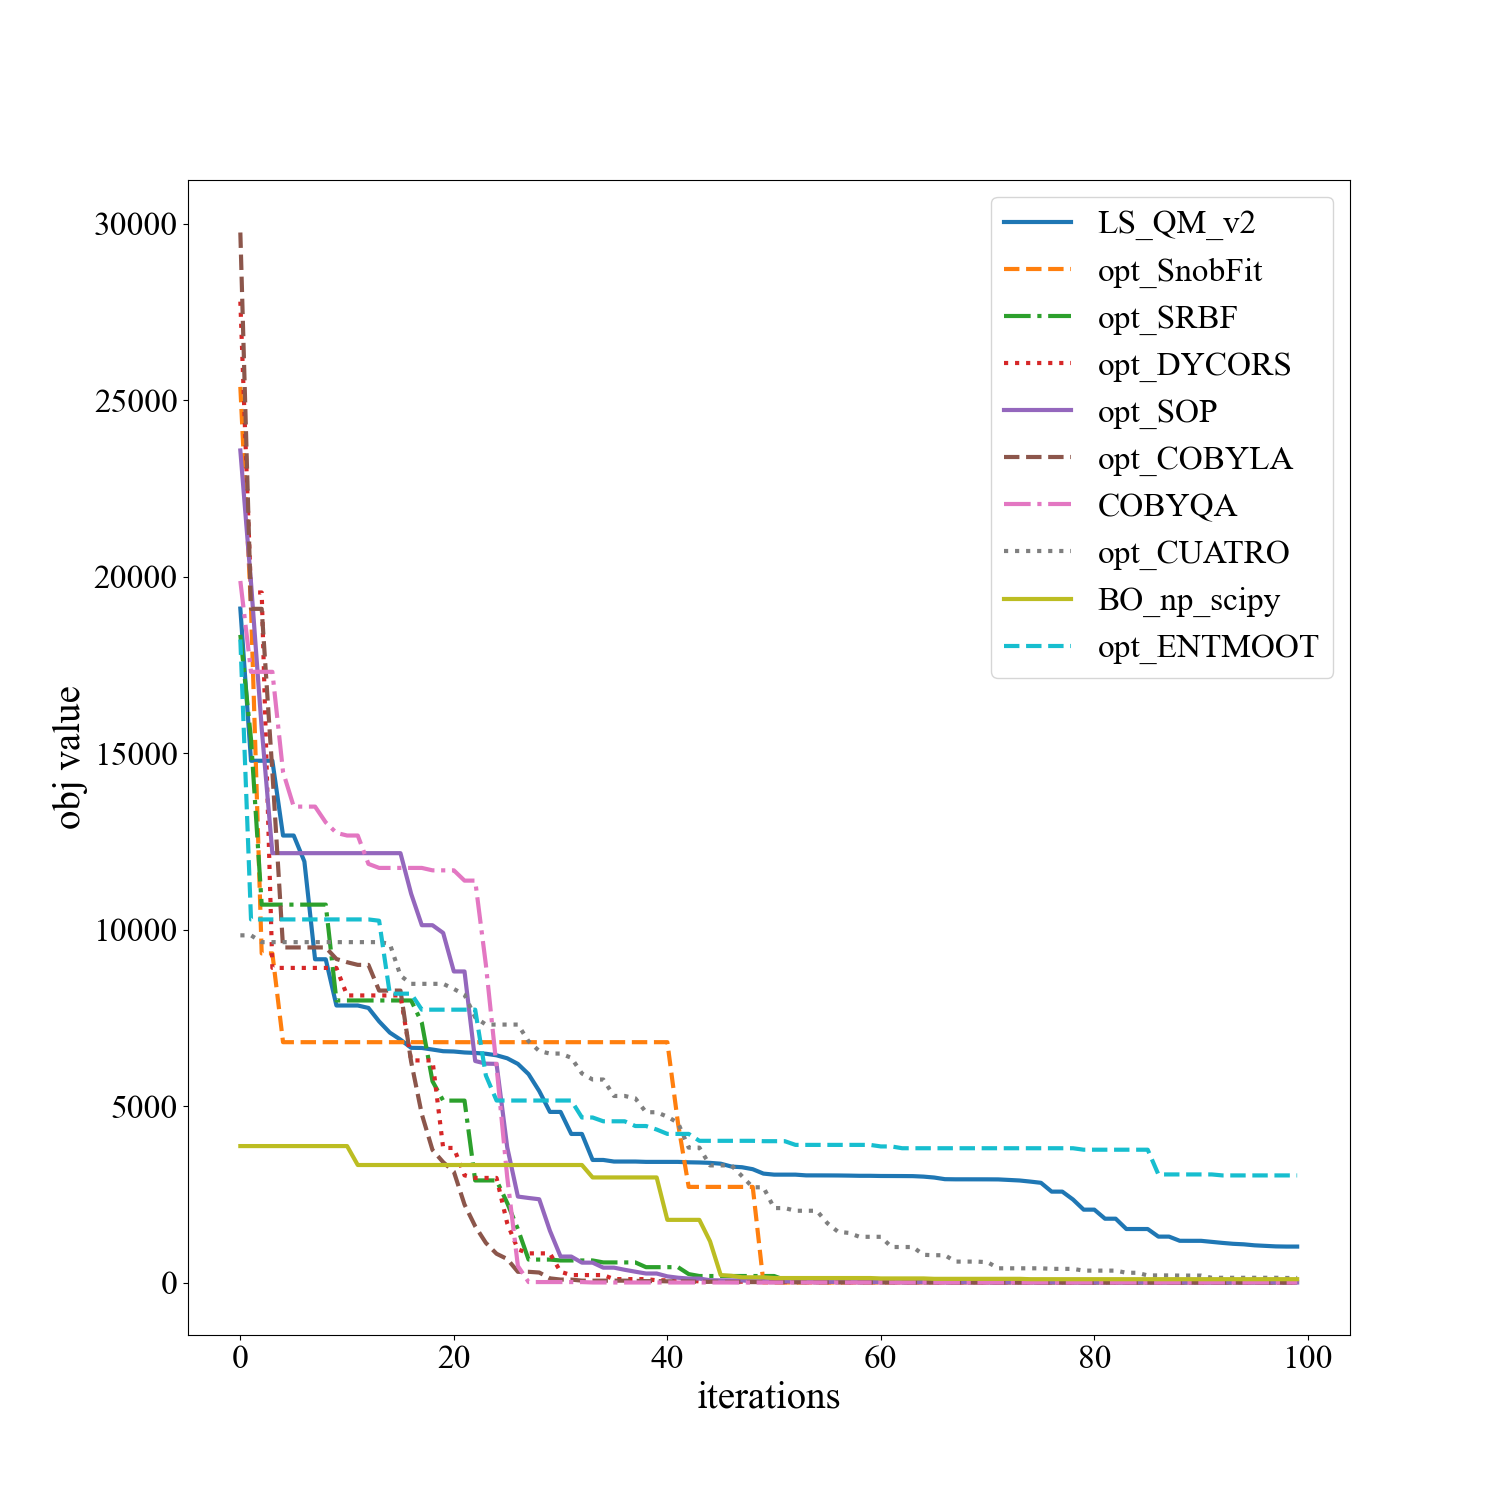 30000
25000
20000
15000
10000
5000
0
obj value
0 20 40 60 80 100
iterations
LS_QM_v2
opt_SnobFit
opt_SRBF
opt_DYCORS
opt_SOP
opt_COBYLA
COBYQA
opt_CUATRO
BO_np_scipy
opt_ENTMOOT